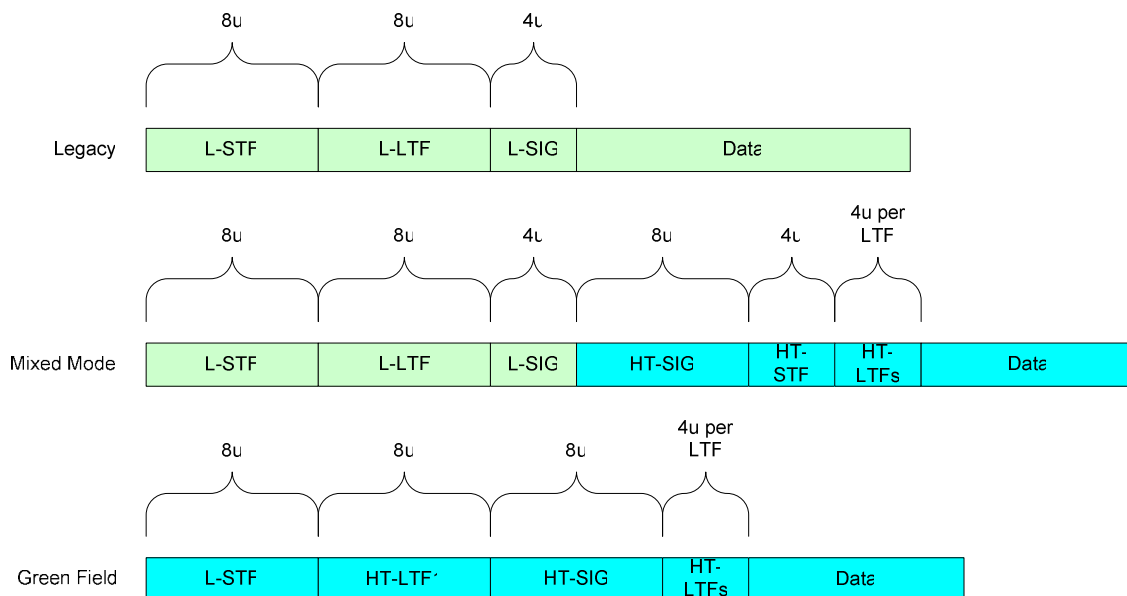 8u 8u 4u
Legacy L-STF L-LTF L-SIG Data
4u per
8u 8u 4u 8u 4u LTF
Mixed Mode L-STF L-LTF L-SIG HT-SIG HT-STF HT-LTFs Data
4u per
8u 8u 8u LTF
Green Field L-STF HT-LTF1 HT-SIG HT-LTFs Data